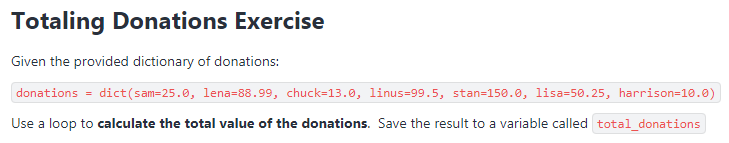 Totaling Donations Exercise
Given the provided dictionary of donations:
donations = dict(sam=25.0, lena=88.99, chuck=13.0, linus=99.5, stan=150.0, lisa=50.25, harrison=10.0)
Use a loop to calculate the total value of the donations.  Save the result to a variable called total_donations